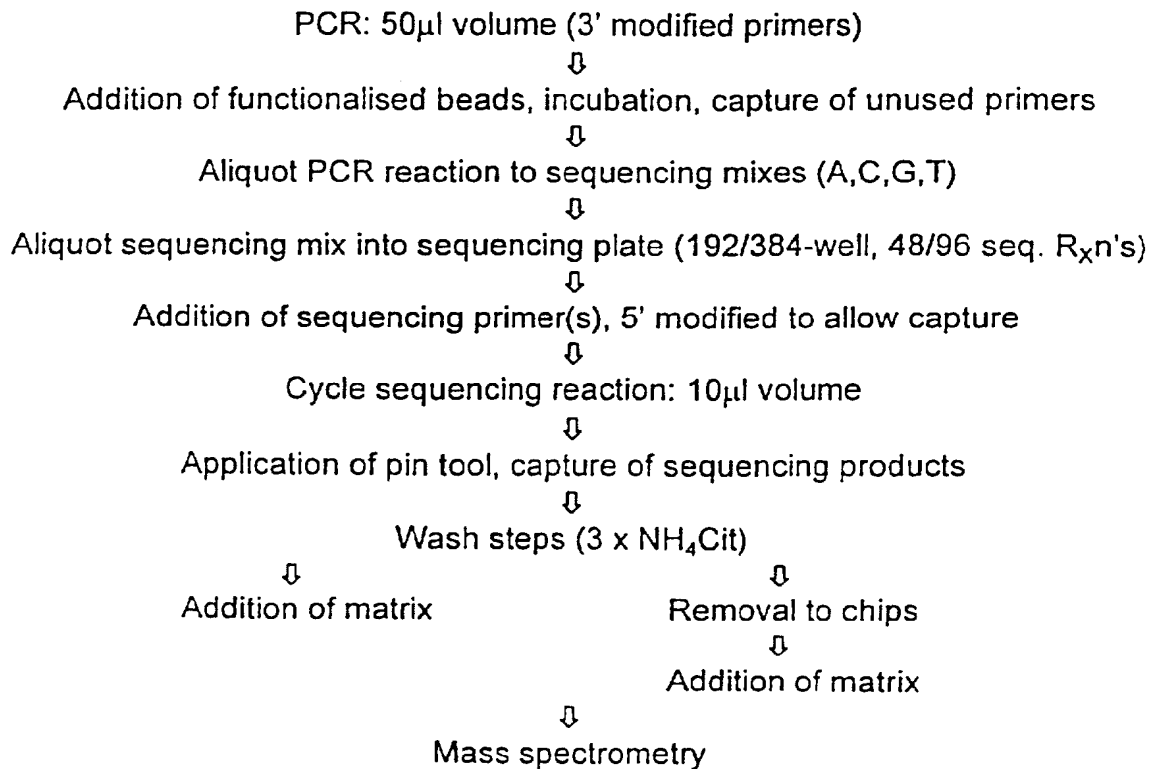 PCR: 50µl volume (3' modified primers)
⇩
Addition of functionalised beads, incubation, capture of unused primers
⇩
Aliquot PCR reaction to sequencing mixes (A,C,G,T)
⇩
Aliquot sequencing mix into sequencing plate (192/384-well, 48/96 seq. RXn's)
⇩
Addition of sequencing primer(s), 5' modified to allow capture
⇩
Cycle sequencing reaction: 10µl volume
⇩
Application of pin tool, capture of sequencing products
⇩
Wash steps (3 x NH4Cit)
⇩ ⇩
Addition of matrix Removal to chips
⇩
Addition of matrix
⇩
Mass spectrometry